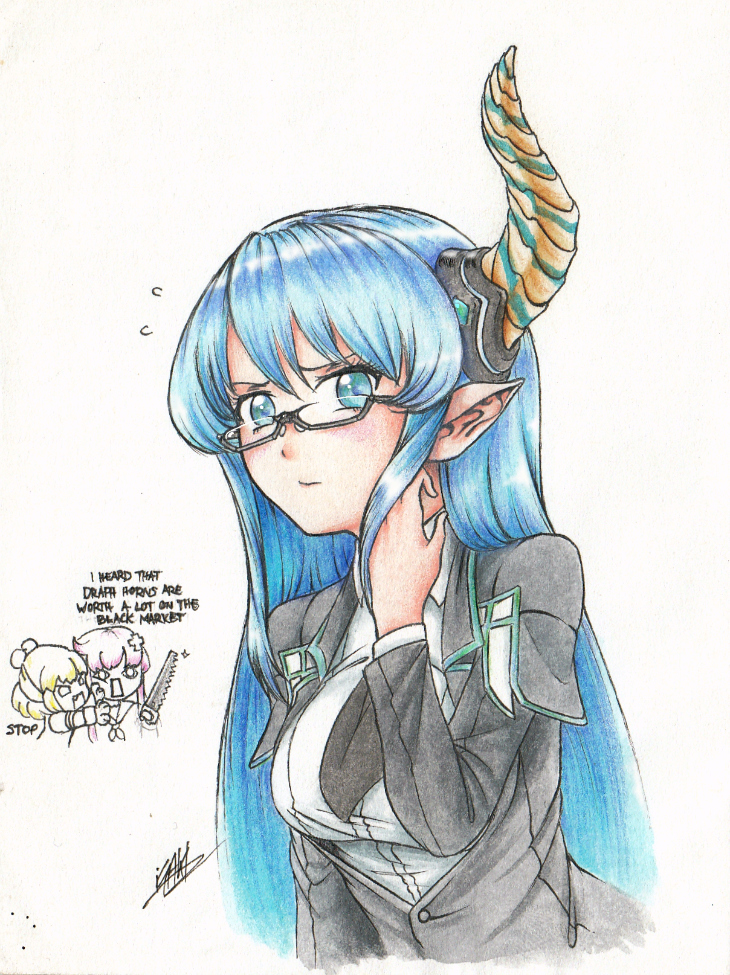 I HEARD THAT
DRAPH HORNS ARE
WORTH A LOT ON THE
BLACK MARKET
STOP